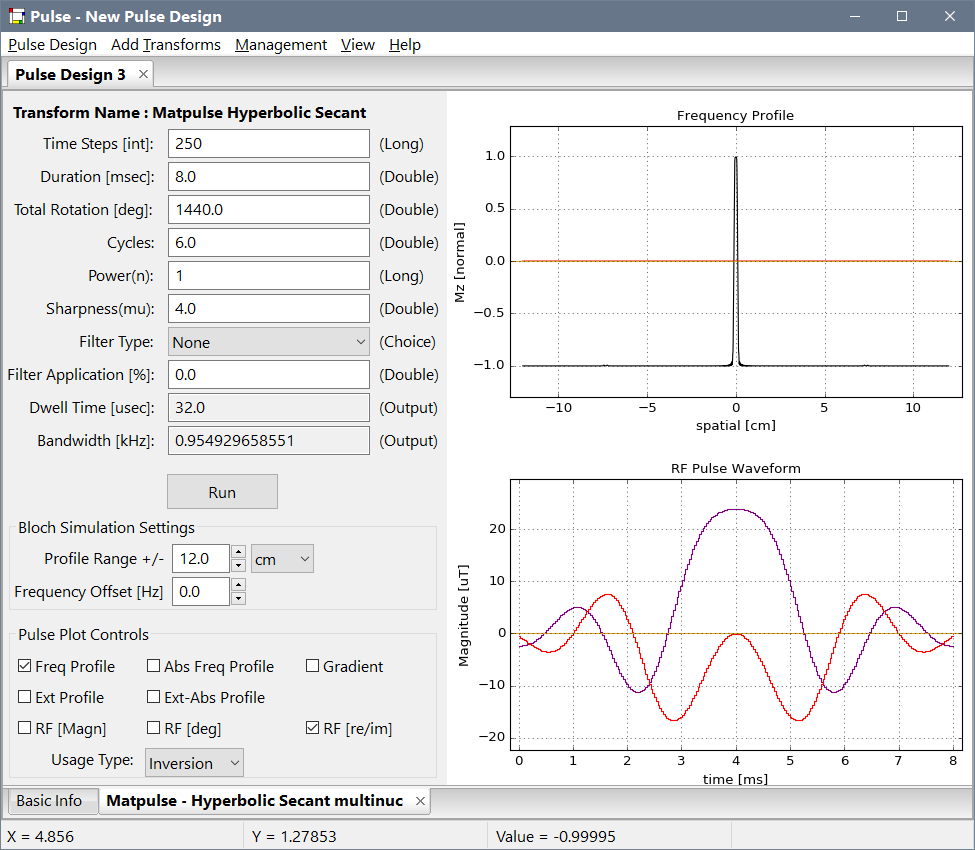 Pulse - New Pulse Design
Pulse Design Add Transforms Management View Help
Pulse Design 3
Transform Name : Matpulse Hyperbolic Secant
Time Steps [int]: 250 (Long)
Duration [msec]: 8.0 (Double)
Total Rotation [deg]: 1440.0 (Double)
Cycles: 6.0 (Double)
Power(n): 1 (Long)
Sharpness(mu): 4.0 (Double)
Filter Type: None (Choice)
Filter Application [%]: 0.0 (Double)
Dwell Time [usec]: 32.0 (Output)
Bandwidth [kHz]: 0.954929658551 (Output)
Run
Bloch Simulation Settings
Profile Range +/- 12.0 cm
Frequency Offset [Hz] 0.0
Pulse Plot Controls
Freq Profile Abs Freq Profile Gradient
Ext Profile Ext-Abs Profile
RF [Magn] RF [deg] RF [re/im]
Usage Type: Inversion
Frequency Profile
1.0
0.5
0.0
−0.5
−1.0
Mz [normal]
−10 −5 0 5 10
spatial [cm]
RF Pulse Waveform
20
10
0
−10
−20
Magnitude [uT]
0 1 2 3 4 5 6 7 8
time [ms]
Basic Info Matpulse - Hyperbolic Secant multinuc
X = 4.856 Y = 1.27853 Value = -0.99995